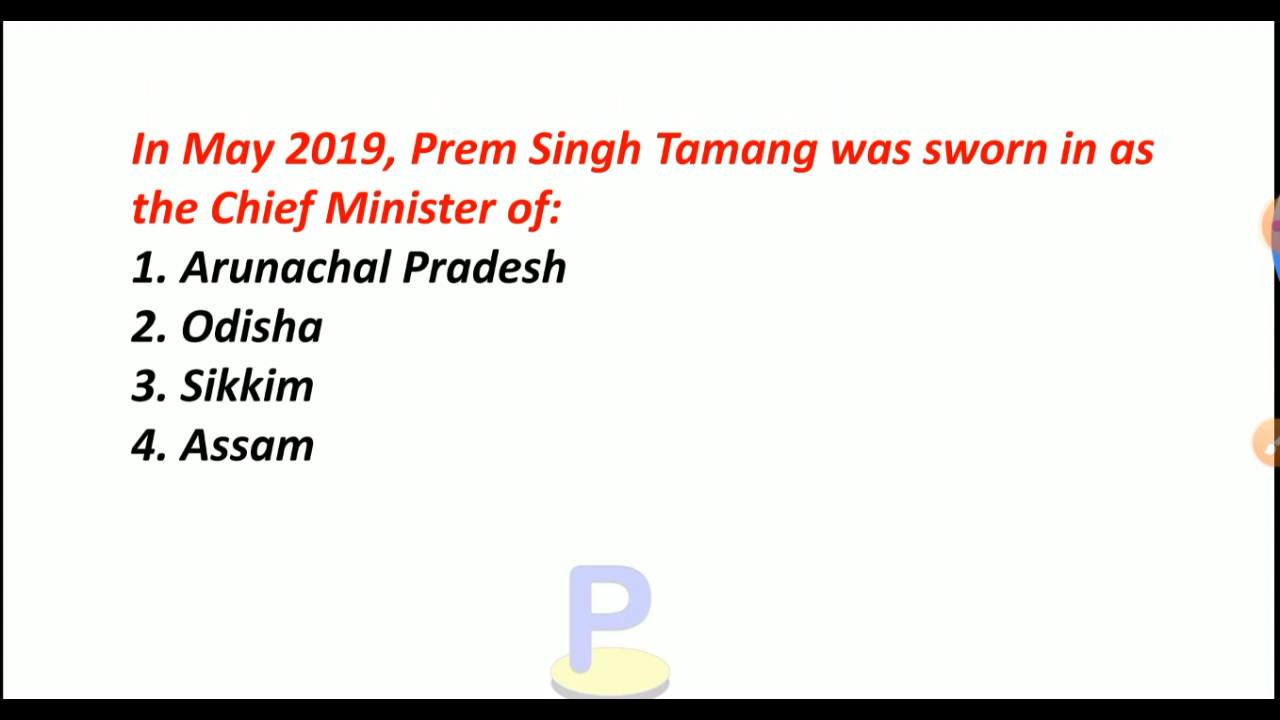 In May 2019, Prem Singh Tamang was sworn in as
the Chief Minister of:
1. Arunachal Pradesh
2. Odisha
3. Sikkim
4. Assam
P